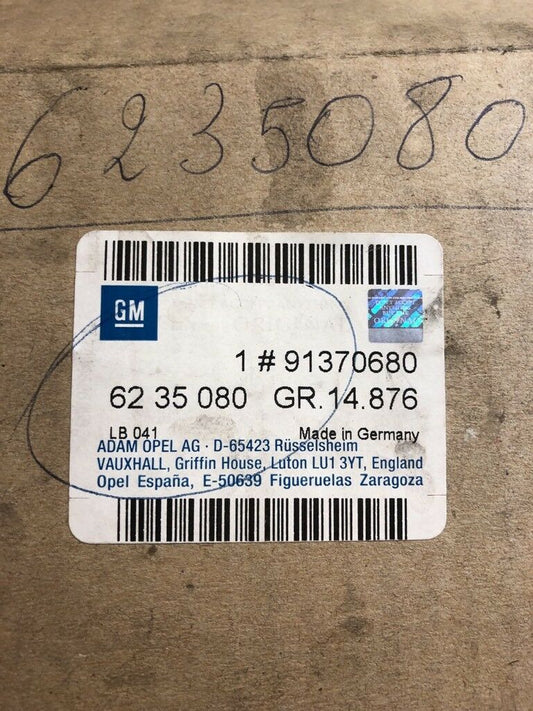 6235080
GM
1 # 91370680
62 35 080 GR.14.876
LB 041 Made in Germany
ADAM OPEL AG · D-65423 Rüsselsheim
VAUXHALL, Griffin House, Luton LU1 3YT, England
Opel España, E-50639 Figueruelas Zaragoza